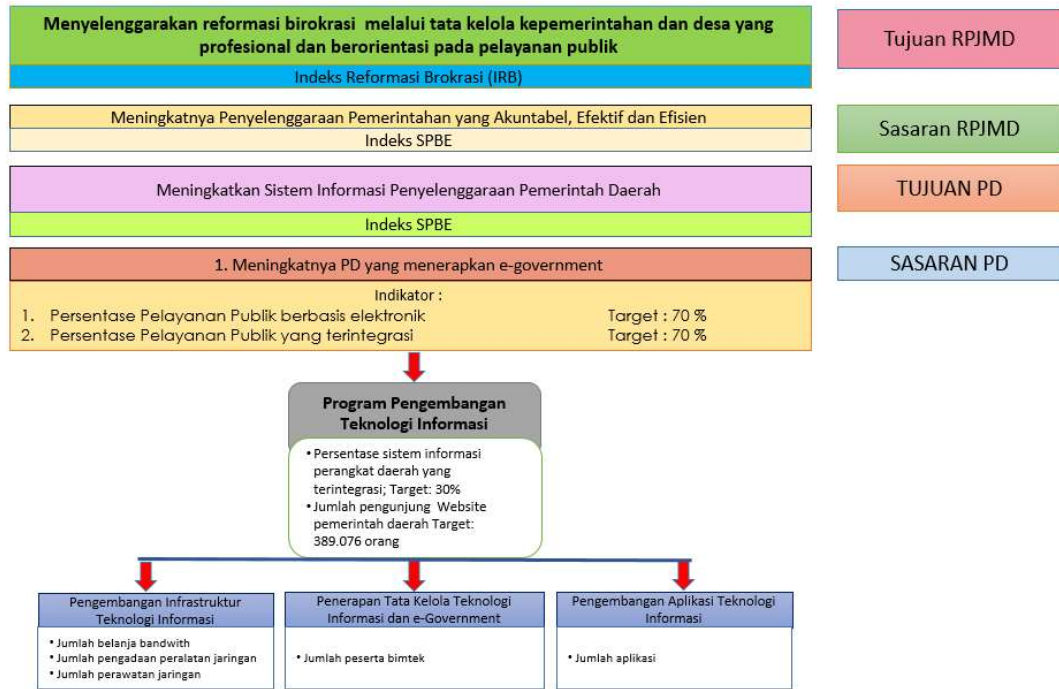 Menyelenggarakan reformasi birokrasi melalui tata kelola kepemerintahan dan desa yang
profesional dan berorientasi pada pelayanan publik
Indeks Reformasi Brokrasi (IRB)
Tujuan RPJMD
Meningkatnya Penyelenggaraan Pemerintahan yang Akuntabel, Efektif dan Efisien
Indeks SPBE
Sasaran RPJMD
Meningkatkan Sistem Informasi Penyelenggaraan Pemerintah Daerah
Indeks SPBE
TUJUAN PD
1. Meningkatnya PD yang menerapkan e-government
SASARAN PD
Indikator :
1. Persentase Pelayanan Publik berbasis elektronik Target : 70 %
2. Persentase Pelayanan Publik yang terintegrasi Target : 70 %
Program Pengembangan
Teknologi Informasi
• Persentase sistem informasi
perangkat daerah yang
terintegrasi; Target: 30%
• Jumlah pengunjung Website
pemerintah daerah Target:
389.076 orang
Pengembangan Infrastruktur
Teknologi Informasi
• Jumlah belanja bandwith
• Jumlah pengadaan peralatan jaringan
• Jumlah perawatan jaringan
Penerapan Tata Kelola Teknologi
Informasi dan e-Government
• Jumlah peserta bimtek
Pengembangan Aplikasi Teknologi
Informasi
• Jumlah aplikasi